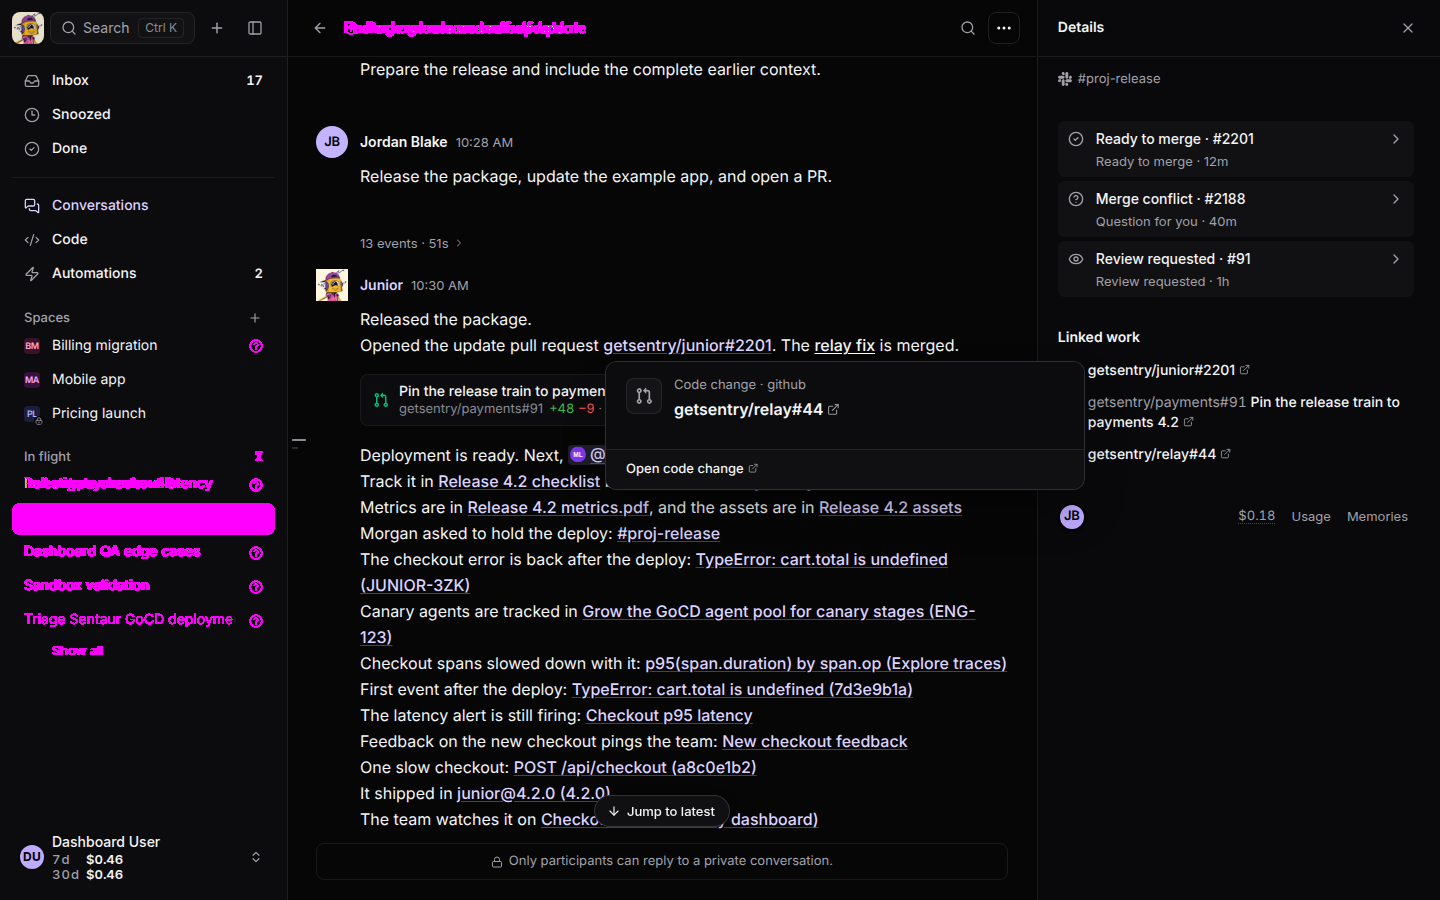 Search Ctrl K
Inbox 17
Snoozed
Done
Conversations
Code
Automations 2
Spaces
BM Billing migration
MA Mobile app
PL Pricing launch
In flight
Dashboard QA edge cases
Sandbox validation
Triage Sentaur GoCD deployme
Show all
DU Dashboard User
7d $0.46
30d $0.46
Prepare the release and include the complete earlier context.
JB Jordan Blake 10:28 AM
Release the package, update the example app, and open a PR.
13 events · 51s
Junior 10:30 AM
Released the package.
Opened the update pull request getsentry/junior#2201. The relay fix is merged.
Pin the release train to paymen
getsentry/payments#91 +48 −9 ·
Code change · github
getsentry/relay#44
Open code change
Deployment is ready. Next, ML @
Track it in Release 4.2 checklist
Metrics are in Release 4.2 metrics.pdf, and the assets are in Release 4.2 assets
Morgan asked to hold the deploy: #proj-release
The checkout error is back after the deploy: TypeError: cart.total is undefined
(JUNIOR-3ZK)
Canary agents are tracked in Grow the GoCD agent pool for canary stages (ENG-
123)
Checkout spans slowed down with it: p95(span.duration) by span.op (Explore traces)
First event after the deploy: TypeError: cart.total is undefined (7d3e9b1a)
The latency alert is still firing: Checkout p95 latency
Feedback on the new checkout pings the team: New checkout feedback
One slow checkout: POST /api/checkout (a8c0e1b2)
It shipped in junior@4.2.0 (4.2.0)
The team watches it on Checko dashboard)
Jump to latest
Only participants can reply to a private conversation.
Details
#proj-release
Ready to merge · #2201
Ready to merge · 12m
Merge conflict · #2188
Question for you · 40m
Review requested · #91
Review requested · 1h
Linked work
getsentry/junior#2201
getsentry/payments#91 Pin the release train to
payments 4.2
getsentry/relay#44
JB $0.18 Usage Memories